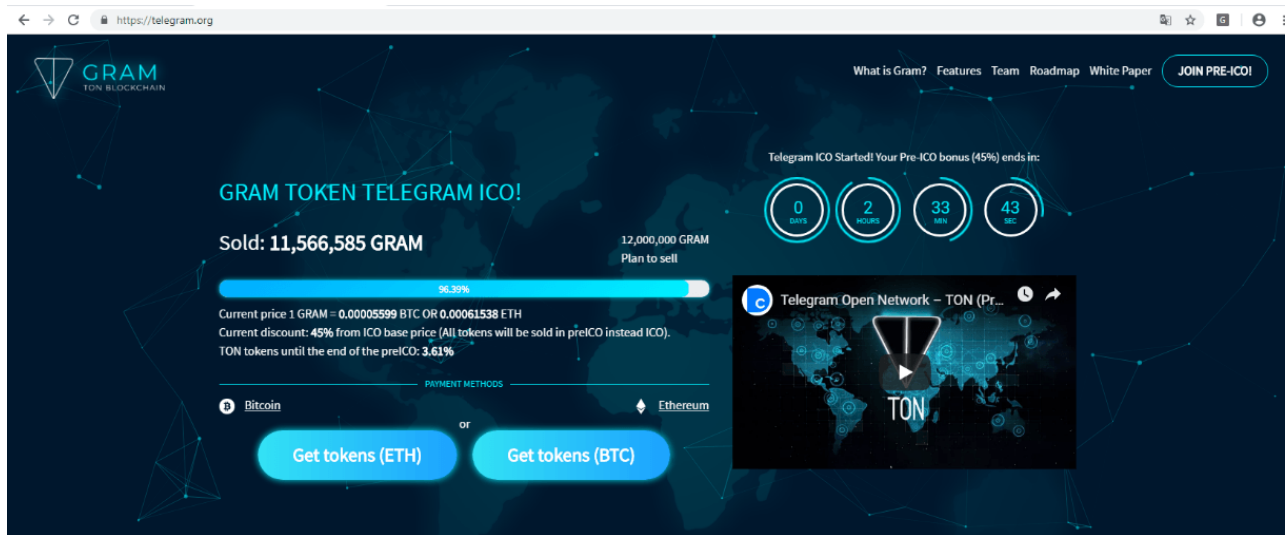 https://telegram.org
GRAM
TON BLOCKCHAIN
What is Gram? Features Team Roadmap White Paper JOIN PRE-ICO!
Telegram ICO Started! Your Pre-ICO bonus (45%) ends in:
0 2 33 43
DAYS HOURS MIN SEC
GRAM TOKEN TELEGRAM ICO!
Sold: 11,566,585 GRAM
12,000,000 GRAM
Plan to sell
96.39%
Current price 1 GRAM = 0.00005599 BTC OR 0.00061538 ETH
Current discount: 45% from ICO base price (All tokens will be sold in preICO instead ICO).
TON tokens until the end of the preICO: 3.61%
PAYMENT METHODS
Bitcoin Ethereum
or
Get tokens (ETH) Get tokens (BTC)
Telegram Open Network – TON (Pr...
TON